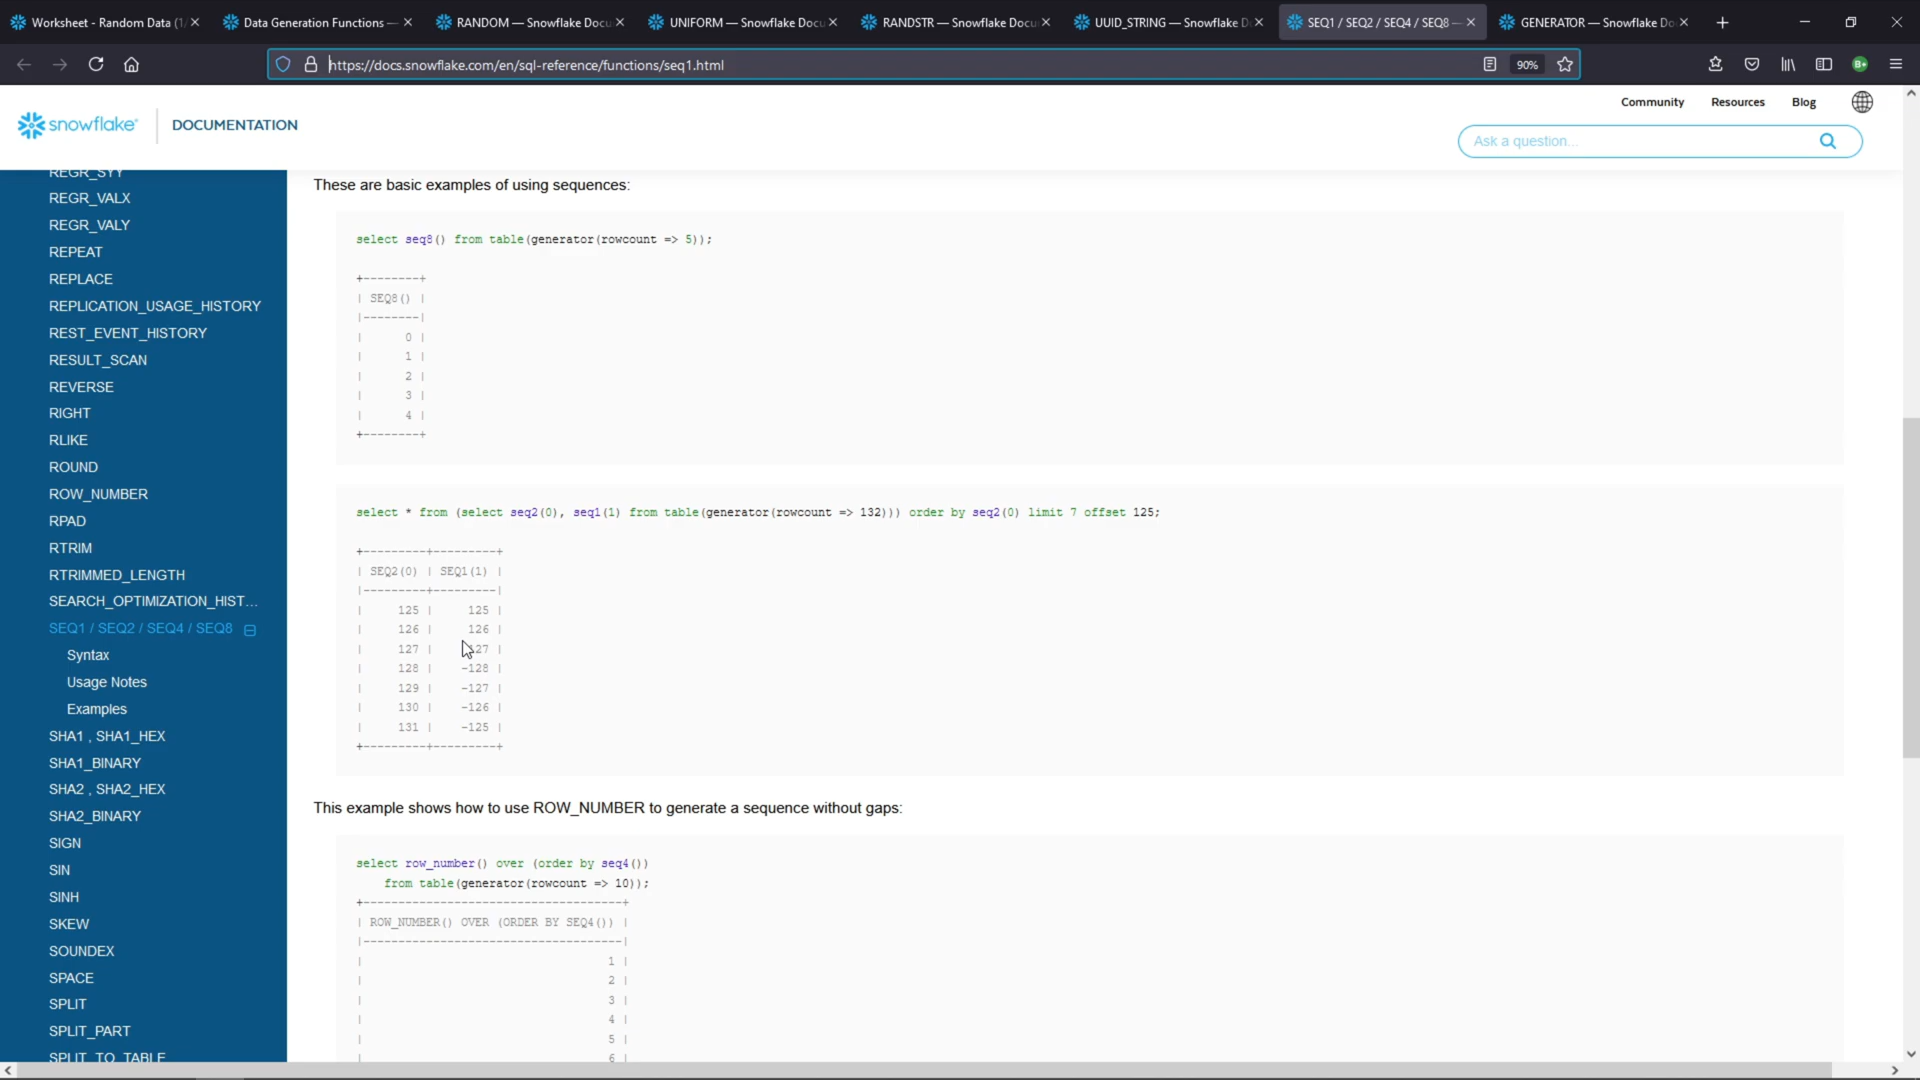 Worksheet - Random Data (1/
Data Generation Functions —
RANDOM — Snowflake Docu
UNIFORM — Snowflake Docu
RANDSTR — Snowflake Docu
UUID_STRING — Snowflake D
SEQ1 / SEQ2 / SEQ4 / SEQ8 —
GENERATOR — Snowflake Do
https://docs.snowflake.com/en/sql-reference/functions/seq1.html
90%
B+
snowflake
DOCUMENTATION
Community
Resources
Blog
Ask a question...
REGR_SYY
REGR_VALX
REGR_VALY
REPEAT
REPLACE
REPLICATION_USAGE_HISTORY
REST_EVENT_HISTORY
RESULT_SCAN
REVERSE
RIGHT
RLIKE
ROUND
ROW_NUMBER
RPAD
RTRIM
RTRIMMED_LENGTH
SEARCH_OPTIMIZATION_HIST...
SEQ1 / SEQ2 / SEQ4 / SEQ8
Syntax
Usage Notes
Examples
SHA1 , SHA1_HEX
SHA1_BINARY
SHA2 , SHA2_HEX
SHA2_BINARY
SIGN
SIN
SINH
SKEW
SOUNDEX
SPACE
SPLIT
SPLIT_PART
SPLIT_TO_TABLE
These are basic examples of using sequences:
select seq8() from table(generator(rowcount => 5));
+--------+
| SEQ8() |
|--------|
| 0 |
| 1 |
| 2 |
| 3 |
| 4 |
+--------+
select * from (select seq2(0), seq1(1) from table(generator(rowcount => 132))) order by seq2(0) limit 7 offset 125;
+---------+---------+
| SEQ2(0) | SEQ1(1) |
|---------+---------|
| 125 | 125 |
| 126 | 126 |
| 127 | 127 |
| 128 | -128 |
| 129 | -127 |
| 130 | -126 |
| 131 | -125 |
+---------+---------+
This example shows how to use ROW_NUMBER to generate a sequence without gaps:
select row_number() over (order by seq4())
from table(generator(rowcount => 10));
+-------------------------------------+
| ROW_NUMBER() OVER (ORDER BY SEQ4()) |
|-------------------------------------|
| 1 |
| 2 |
| 3 |
| 4 |
| 5 |
| 6 |